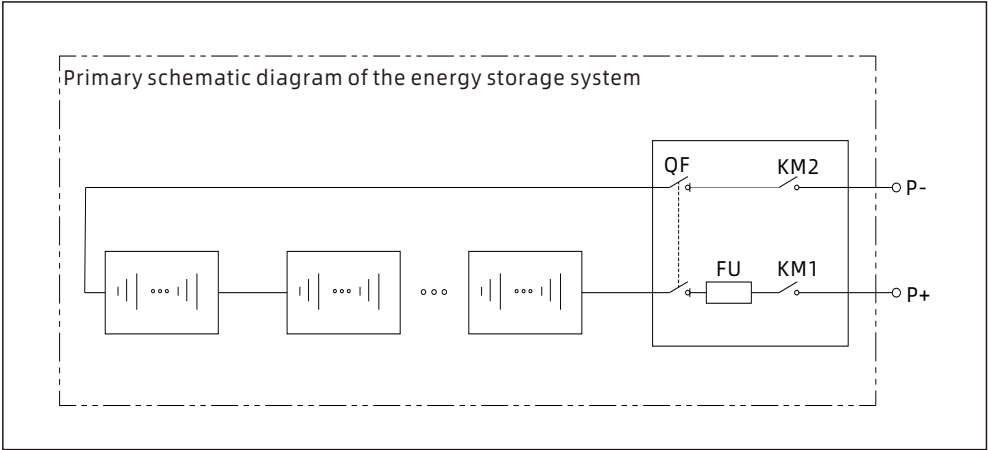 Primary schematic diagram of the energy storage system
QF
KM2
P-
FU
KM1
P+